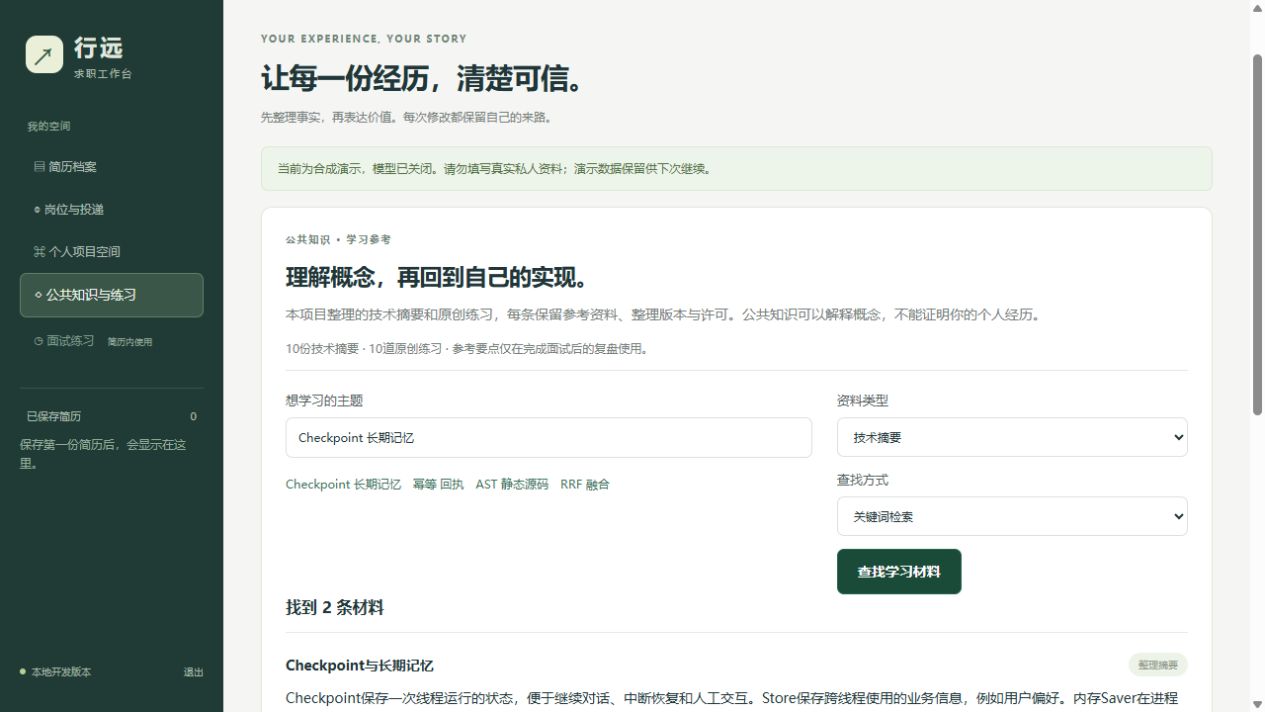 行远
求职工作台
我的空间
简历档案
岗位与投递
个人项目空间
公共知识与练习
面试练习 简历内使用
已保存简历 0
保存第一份简历后，会显示在这
里。
本地开发版本 退出
YOUR EXPERIENCE, YOUR STORY
让每一份经历，清楚可信。
先整理事实，再表达价值。每次修改都保留自己的来路。
当前为合成演示，模型已关闭。请勿填写真实私人资料；演示数据保留供下次继续。
公共知识 • 学习参考
理解概念，再回到自己的实现。
本项目整理的技术摘要和原创练习，每条保留参考资料、整理版本与许可。公共知识可以解释概念，不能证明你的个人经历。
10份技术摘要 · 10道原创练习 · 参考要点仅在完成面试后的复盘使用。
想学习的主题
Checkpoint 长期记忆
Checkpoint 长期记忆 幂等 回执 AST 静态源码 RRF 融合
资料类型
技术摘要
查找方式
关键词检索
查找学习材料
找到 2 条材料
Checkpoint与长期记忆
整理摘要
Checkpoint保存一次线程运行的状态，便于继续对话、中断恢复和人工交互。Store保存跨线程使用的业务信息，例如用户偏好。内存Saver在进程